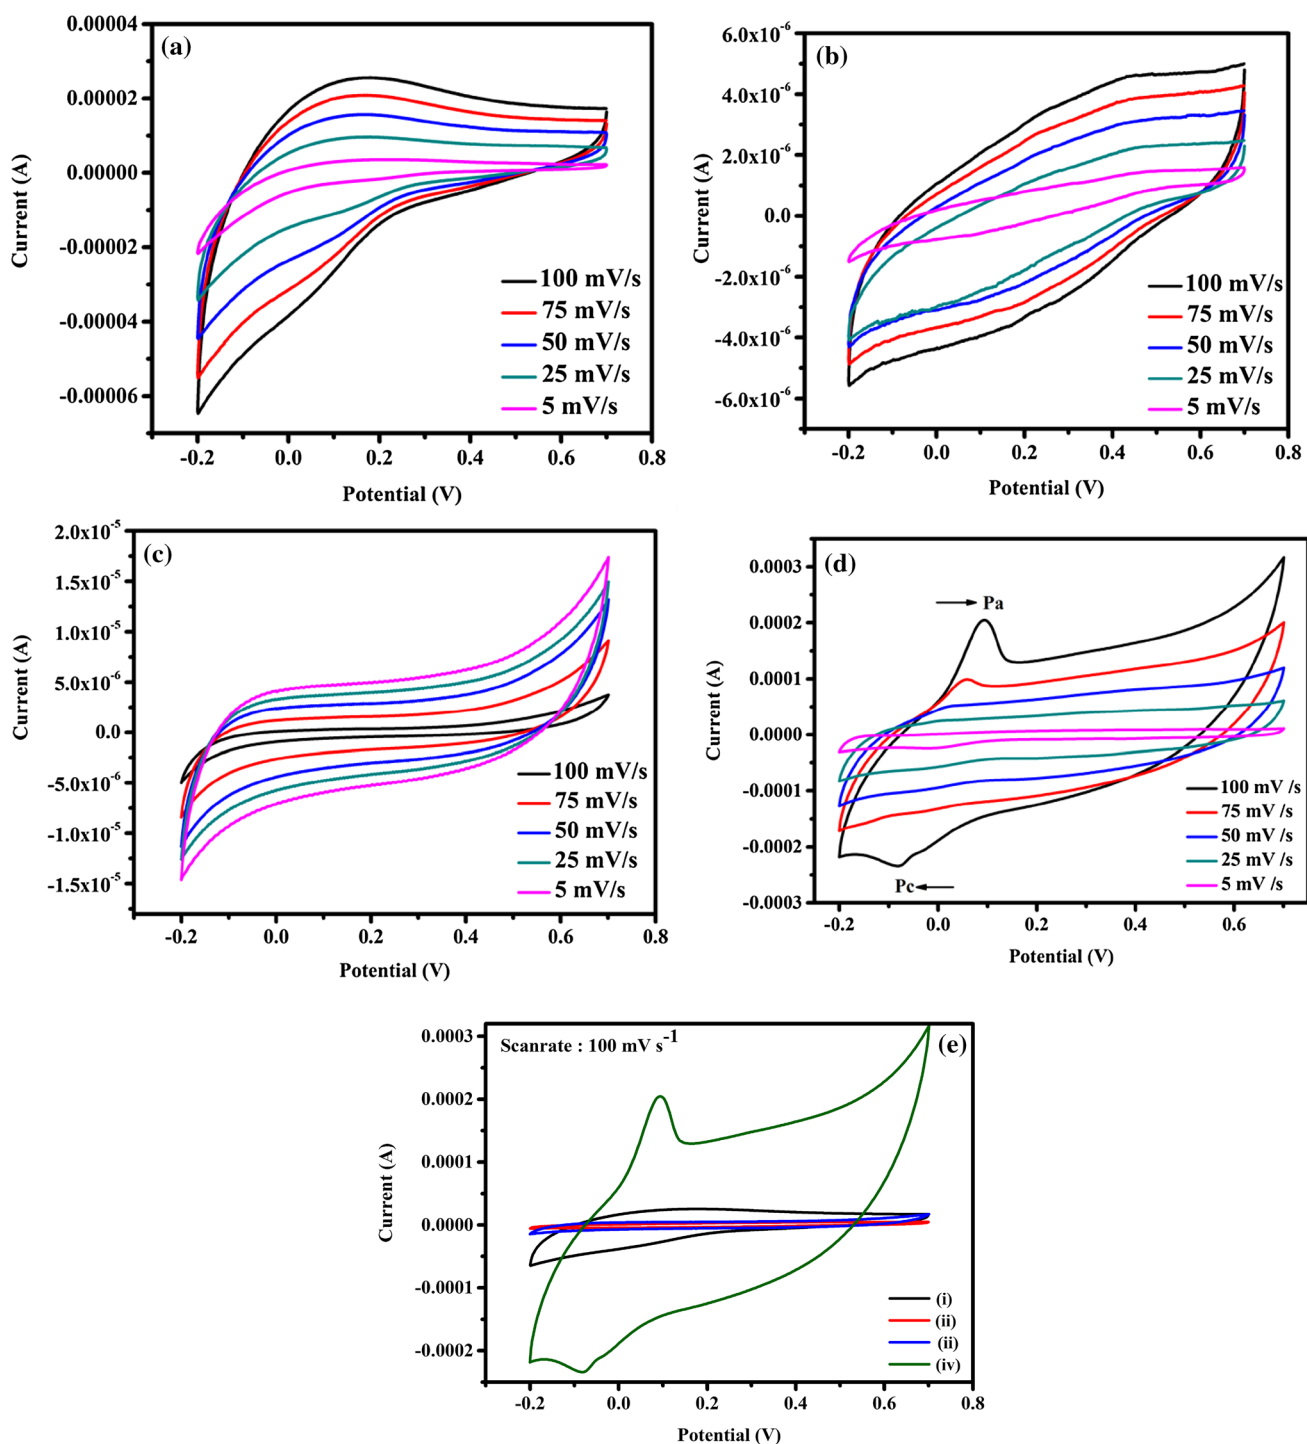 (a)
0.00004
0.00002
0.00000
-0.00002
-0.00004
-0.00006
Current (A)
100 mV/s
75 mV/s
50 mV/s
25 mV/s
5 mV/s
-0.2 0.0 0.2 0.4 0.6 0.8
Potential (V)
(b)
6.0x10⁻⁶
4.0x10⁻⁶
2.0x10⁻⁶
0.0
-2.0x10⁻⁶
-4.0x10⁻⁶
-6.0x10⁻⁶
Current (A)
100 mV/s
75 mV/s
50 mV/s
25 mV/s
5 mV/s
-0.2 0.0 0.2 0.4 0.6 0.8
Potential (V)
(c)
2.0x10⁻⁵
1.5x10⁻⁵
1.0x10⁻⁵
5.0x10⁻⁶
0.0
-5.0x10⁻⁶
-1.0x10⁻⁵
-1.5x10⁻⁵
Current (A)
100 mV/s
75 mV/s
50 mV/s
25 mV/s
5 mV/s
-0.2 0.0 0.2 0.4 0.6 0.8
Potential (V)
(d)
0.0003
0.0002
0.0001
0.0000
-0.0001
-0.0002
-0.0003
Current (A)
Pa
Pc
100 mV /s
75 mV /s
50 mV /s
25 mV /s
5 mV /s
-0.2 0.0 0.2 0.4 0.6
Potential (V)
Scanrate : 100 mV s⁻¹
(e)
0.0003
0.0002
0.0001
0.0000
-0.0001
-0.0002
Current (A)
(i)
(ii)
(ii)
(iv)
-0.2 0.0 0.2 0.4 0.6 0.8
Potential (V)